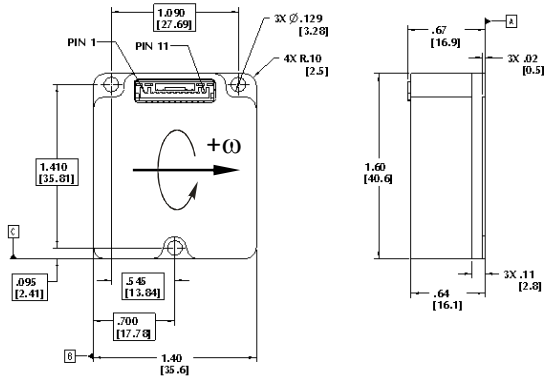 1.090
[27.69]
3X Ø.129
[3.28]
PIN 1
PIN 11
4X R.10
[2.5]
.67
[16.9]
A
3X .02
[0.5]
+ω
1.410
[35.81]
1.60
[40.6]
C
.095
[2.41]
.545
[13.84]
3X .11
[2.8]
.64
[16.1]
.700
[17.78]
B
1.40
[35.6]